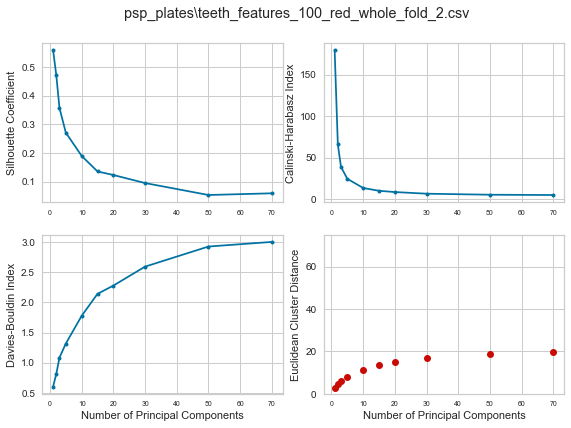 psp_plates\teeth_features_100_red_whole_fold_2.csv
Silhouette Coefficient
0.5
0.4
0.3
0.2
0.1
0 10 20 30 40 50 60 70
Calinski-Harabasz Index
150
100
50
0
0 10 20 30 40 50 60 70
Davies-Bouldin Index
3.0
2.5
2.0
1.5
1.0
0.5
0 10 20 30 40 50 60 70
Number of Principal Components
Euclidean Cluster Distance
60
40
20
0
0 10 20 30 40 50 60 70
Number of Principal Components